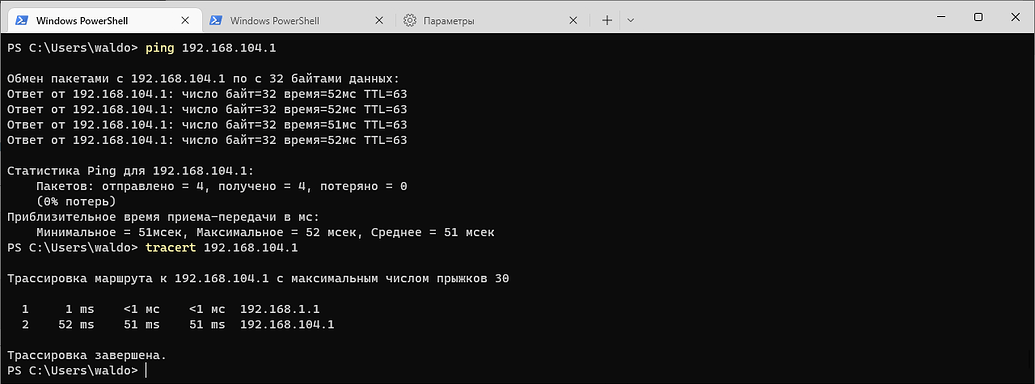 Windows PowerShell
Windows PowerShell
Параметры
PS C:\Users\waldo> ping 192.168.104.1
Обмен пакетами с 192.168.104.1 по с 32 байтами данных:
Ответ от 192.168.104.1: число байт=32 время=52мс TTL=63
Ответ от 192.168.104.1: число байт=32 время=52мс TTL=63
Ответ от 192.168.104.1: число байт=32 время=51мс TTL=63
Ответ от 192.168.104.1: число байт=32 время=52мс TTL=63
Статистика Ping для 192.168.104.1:
    Пакетов: отправлено = 4, получено = 4, потеряно = 0
    (0% потерь)
Приблизительное время приема-передачи в мс:
    Минимальное = 51мсек, Максимальное = 52 мсек, Среднее = 51 мсек
PS C:\Users\waldo> tracert 192.168.104.1
Трассировка маршрута к 192.168.104.1 с максимальным числом прыжков 30
  1     1 ms    <1 мс    <1 мс  192.168.1.1
  2    52 ms    51 ms    51 ms  192.168.104.1
Трассировка завершена.
PS C:\Users\waldo>